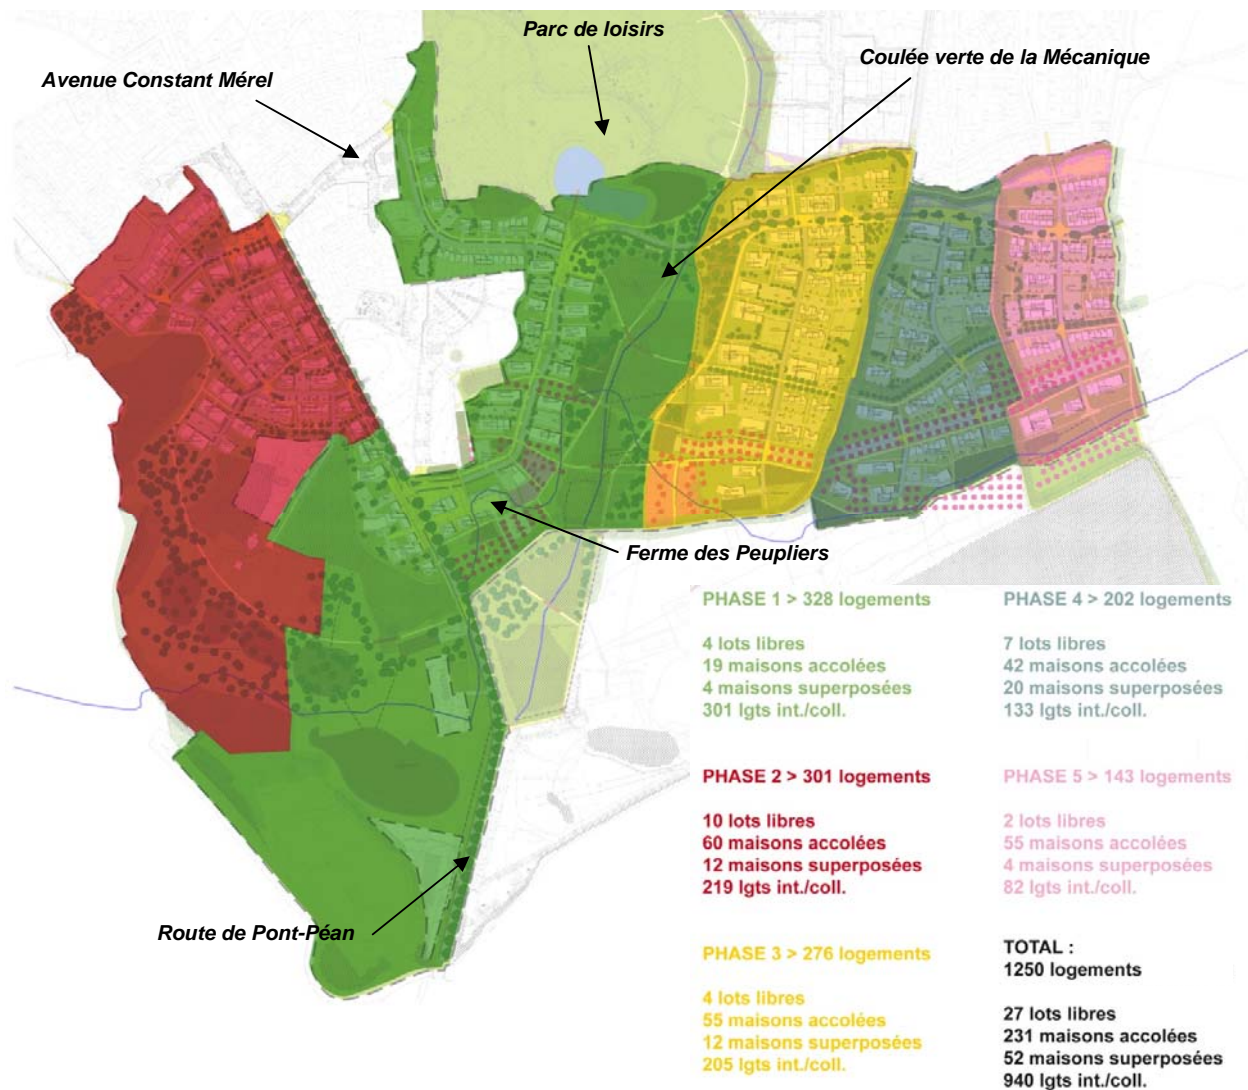 Parc de loisirs
Coulée verte de la Mécanique
Avenue Constant Mérel
Ferme des Peupliers
Route de Pont-Péan
PHASE 1 > 328 logements
4 lots libres
19 maisons accolées
4 maisons superposées
301 lgts int./coll.
PHASE 2 > 301 logements
10 lots libres
60 maisons accolées
12 maisons superposées
219 lgts int./coll.
PHASE 3 > 276 logements
4 lots libres
55 maisons accolées
12 maisons superposées
205 lgts int./coll.
PHASE 4 > 202 logements
7 lots libres
42 maisons accolées
20 maisons superposées
133 lgts int./coll.
PHASE 5 > 143 logements
2 lots libres
55 maisons accolées
4 maisons superposées
82 lgts int./coll.
TOTAL :
1250 logements
27 lots libres
231 maisons accolées
52 maisons superposées
940 lgts int./coll.